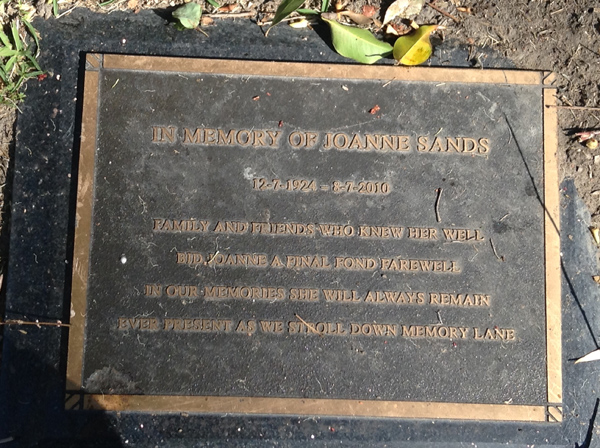 IN MEMORY OF JOANNE SANDS
12-7-1924 - 8-7-2010
FAMILY AND FRIENDS WHO KNEW HER WELL
BID JOANNE A FINAL FOND FAREWELL
IN OUR MEMORIES SHE WILL ALWAYS REMAIN
EVER PRESENT AS WE STROLL DOWN MEMORY LANE